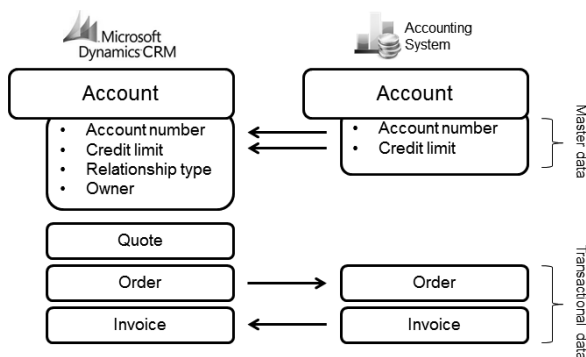 Microsoft
Dynamics CRM
Accounting
System
Account
Account
• Account number
• Credit limit
• Relationship type
• Owner
• Account number
• Credit limit
Master data
Quote
Order
Order
Invoice
Invoice
Transactional data